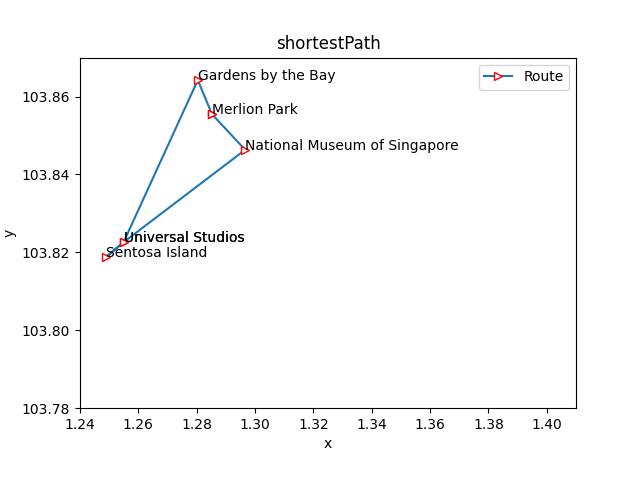 shortestPath
Route
Gardens by the Bay
Merlion Park
National Museum of Singapore
Universal Studios
Sentosa Island
y
103.86
103.84
103.82
103.80
103.78
1.24 1.26 1.28 1.30 1.32 1.34 1.36 1.38 1.40
x